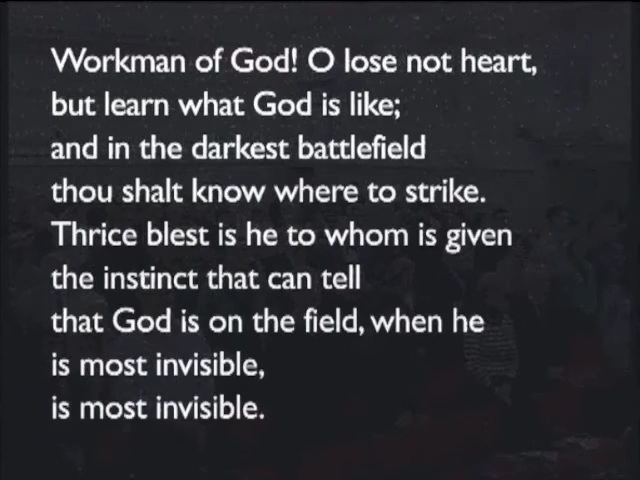 Workman of God! O lose not heart,
but learn what God is like;
and in the darkest battlefield
thou shalt know where to strike.
Thrice blest is he to whom is given
the instinct that can tell
that God is on the field, when he
is most invisible,
is most invisible.